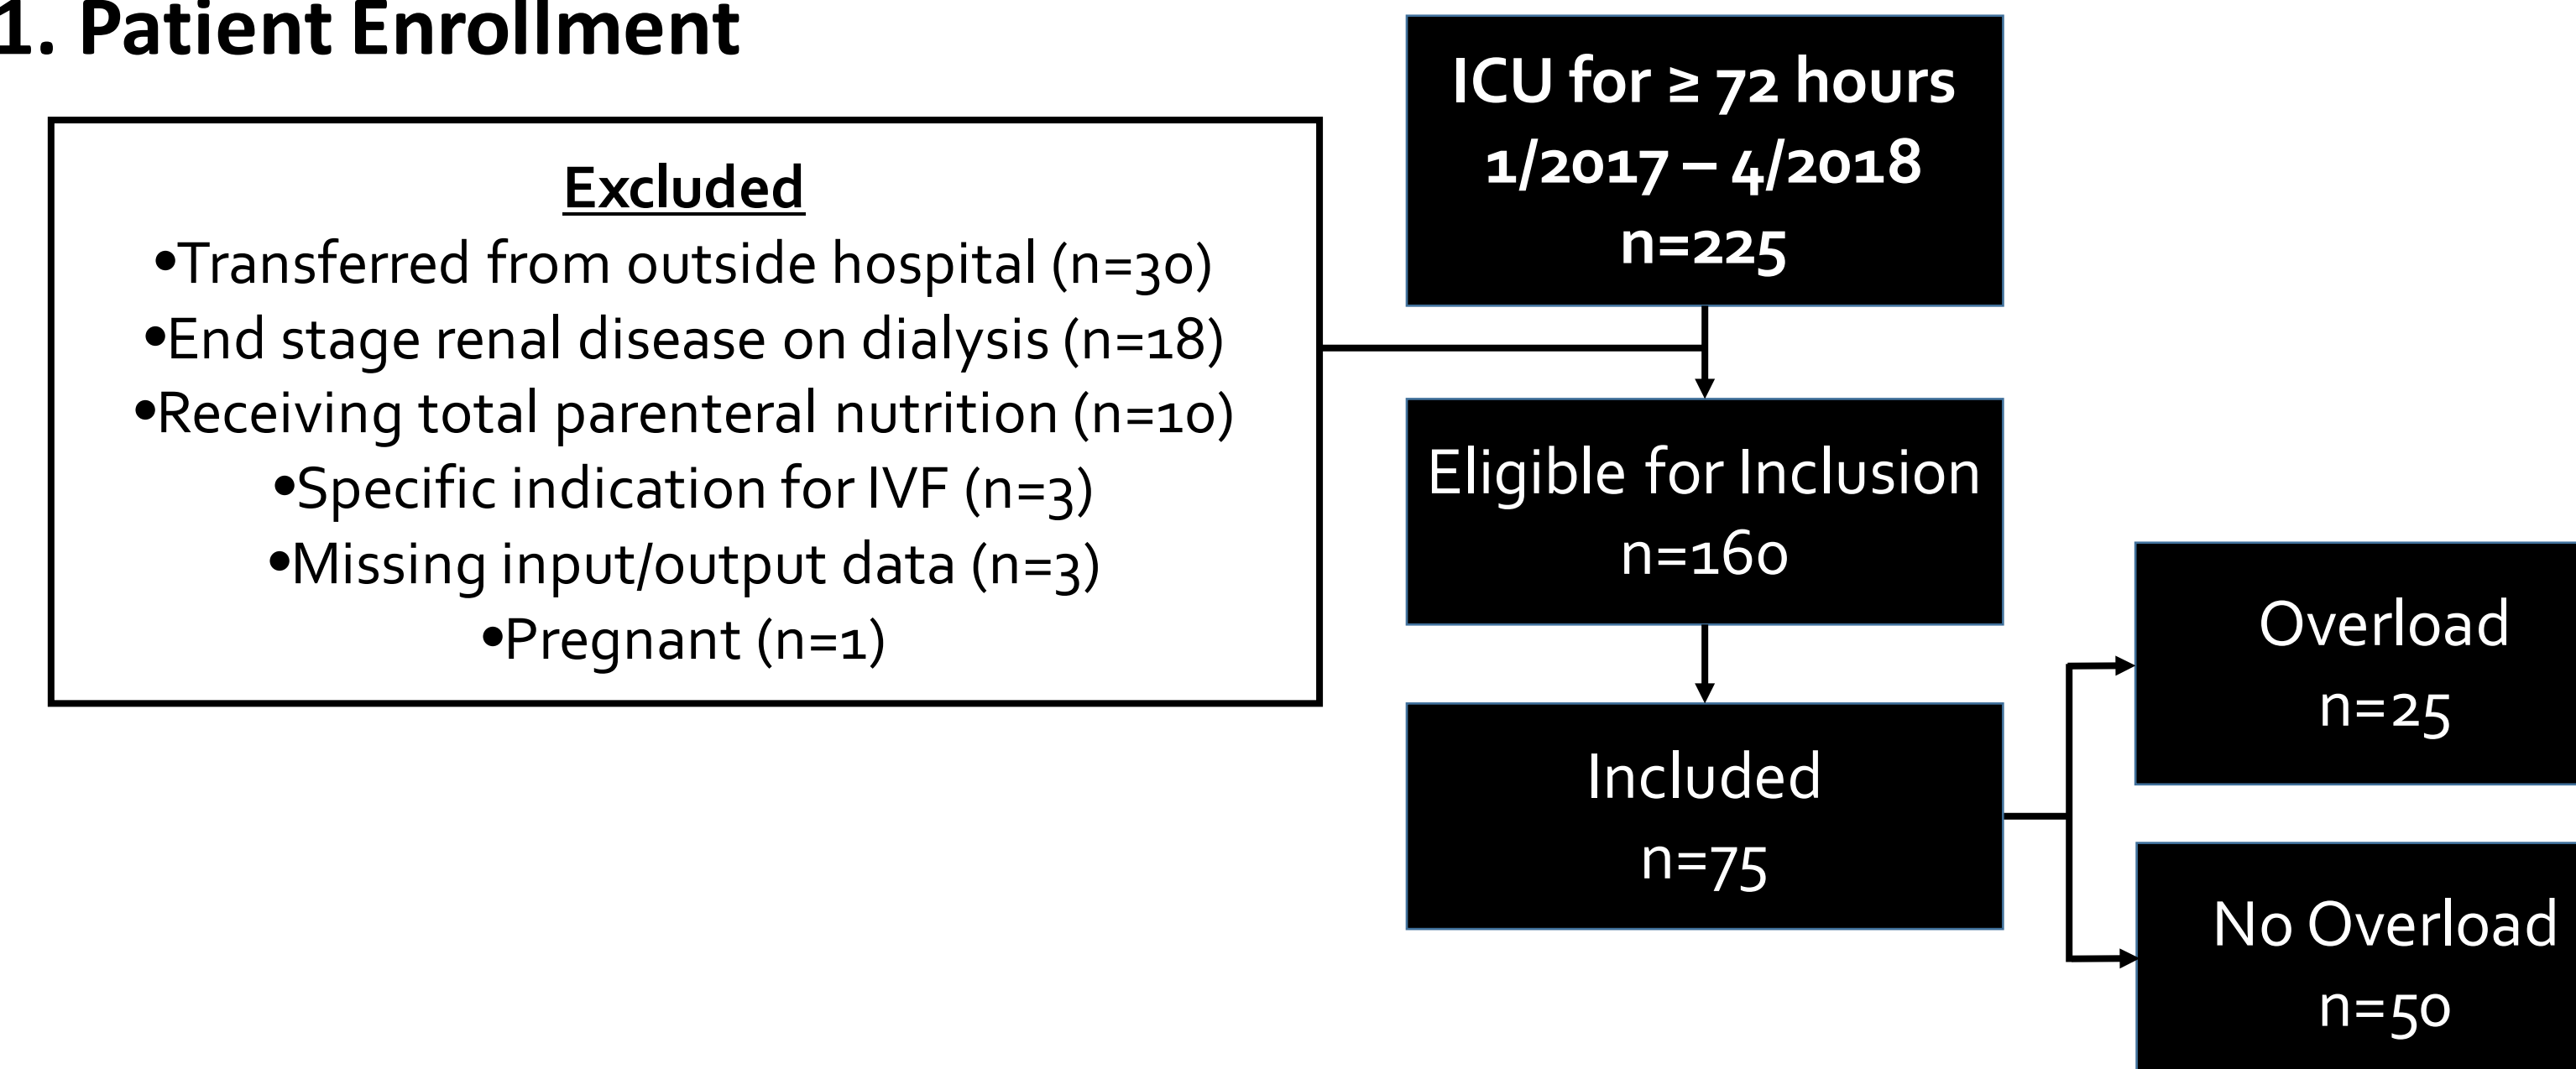 1. Patient Enrollment
ICU for ≥ 72 hours
1/2017 – 4/2018
n=225
Excluded
•Transferred from outside hospital (n=30)
•End stage renal disease on dialysis (n=18)
•Receiving total parenteral nutrition (n=10)
•Specific indication for IVF (n=3)
•Missing input/output data (n=3)
•Pregnant (n=1)
Eligible for Inclusion
n=160
Included
n=75
Overload
n=25
No Overload
n=50